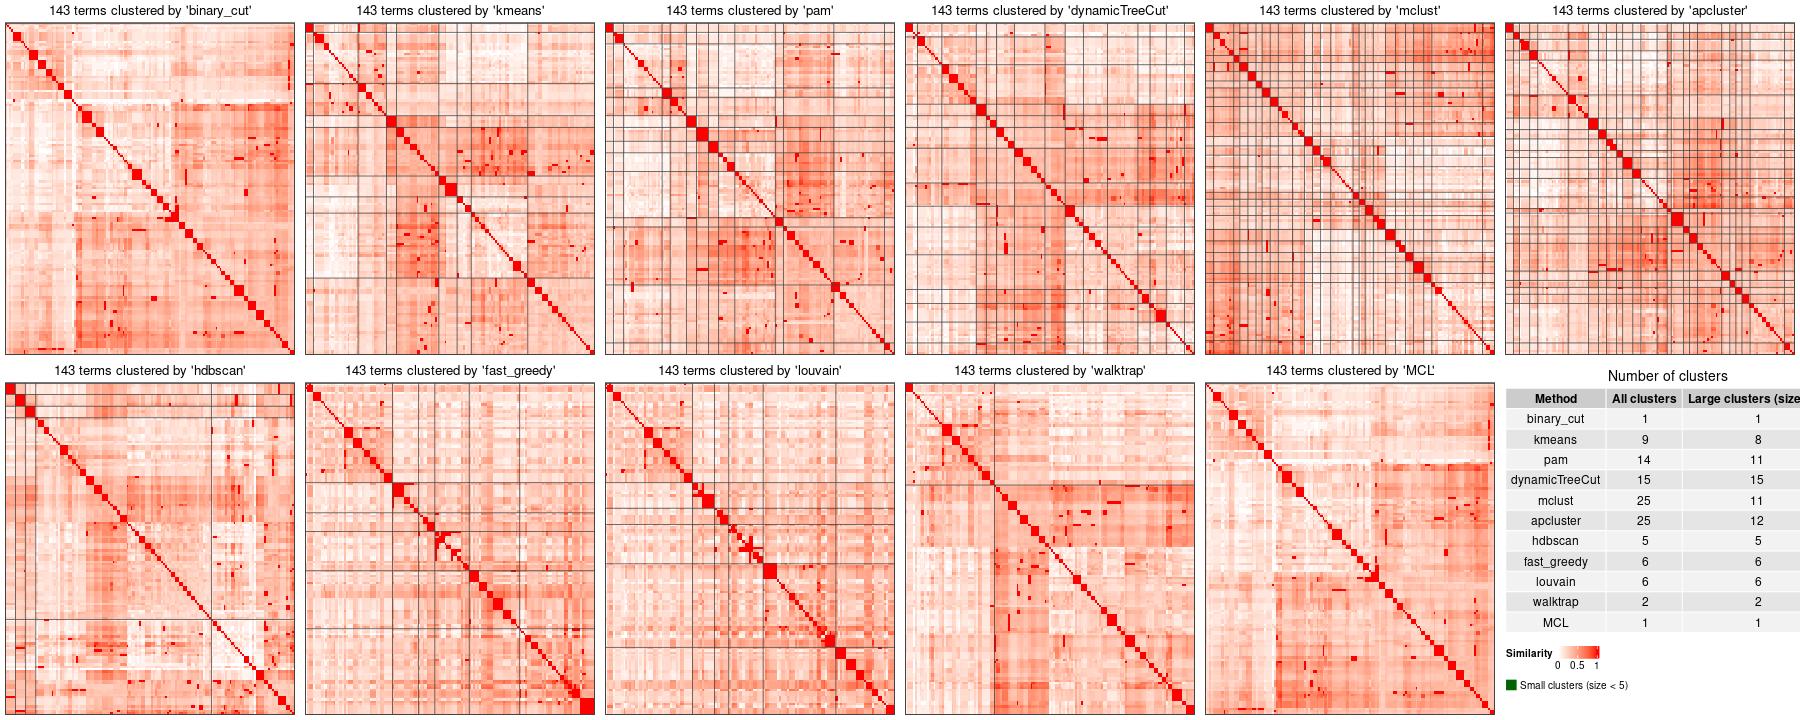 143 terms clustered by 'binary_cut'
143 terms clustered by 'kmeans'
143 terms clustered by 'pam'
143 terms clustered by 'dynamicTreeCut'
143 terms clustered by 'mclust'
143 terms clustered by 'apcluster'
143 terms clustered by 'hdbscan'
143 terms clustered by 'fast_greedy'
143 terms clustered by 'louvain'
143 terms clustered by 'walktrap'
143 terms clustered by 'MCL'
Number of clusters
Method All clusters Large clusters (size
binary_cut 1 1
kmeans 9 8
pam 14 11
dynamicTreeCut 15 15
mclust 25 11
apcluster 25 12
hdbscan 5 5
fast_greedy 6 6
louvain 6 6
walktrap 2 2
MCL 1 1
Similarity
0 0.5 1
Small clusters (size < 5)